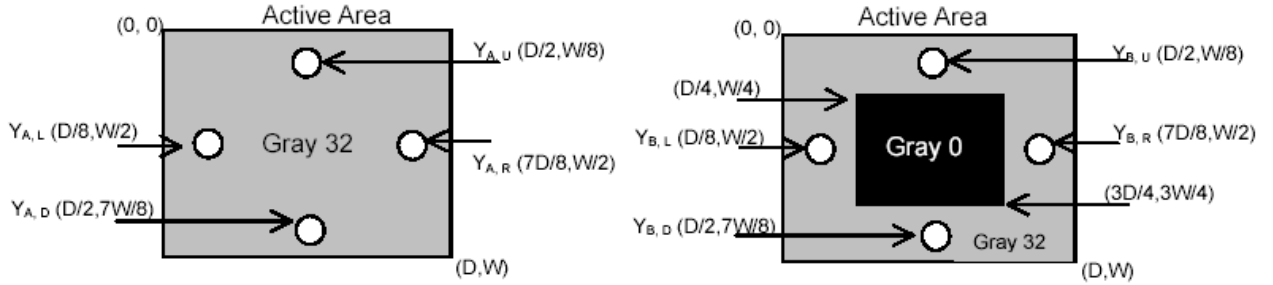 Active Area
(0, 0)
YA, U (D/2,W/8)
YA, L (D/8,W/2)
Gray 32
YA, R (7D/8,W/2)
YA, D (D/2,7W/8)
(D,W)
Active Area
(0, 0)
YB, U (D/2,W/8)
(D/4,W/4)
YB, L (D/8,W/2)
Gray 0
YB, R (7D/8,W/2)
(3D/4,3W/4)
YB, D (D/2,7W/8)
Gray 32
(D,W)